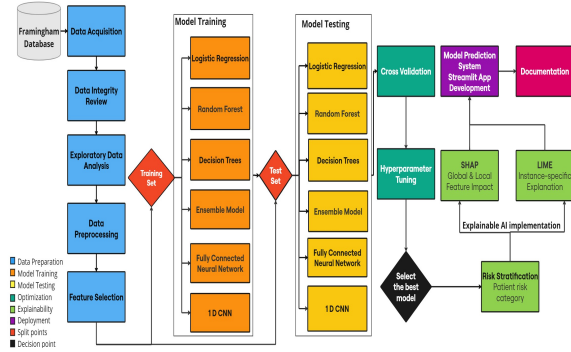 Framingham
Database
Data Acquisition
Data Integrity
Review
Exploratory Data
Analysis
Data
Preprocessing
Feature Selection
Data Preparation
Model Training
Model Testing
Optimization
Explainability
Deployment
Split points
Decision point
Training
Set
Model Training
Logistic Regression
Random Forest
Decision Trees
Ensemble Model
Fully Connected
Neural Network
1 D CNN
Test
Set
Model Testing
Logistic Regression
Random Forest
Decision Trees
Ensemble Model
Fully Connected
Neural Network
1 D CNN
Cross Validation
Hyperparameter
Tuning
Select
the best
model
Risk Stratification
Patient risk
category
Explainable AI implementation
SHAP
Global & Local
Feature Impact
LIME
Instance-specific
Explanation
Model Prediction
System
Streamlit App
Development
Documentation